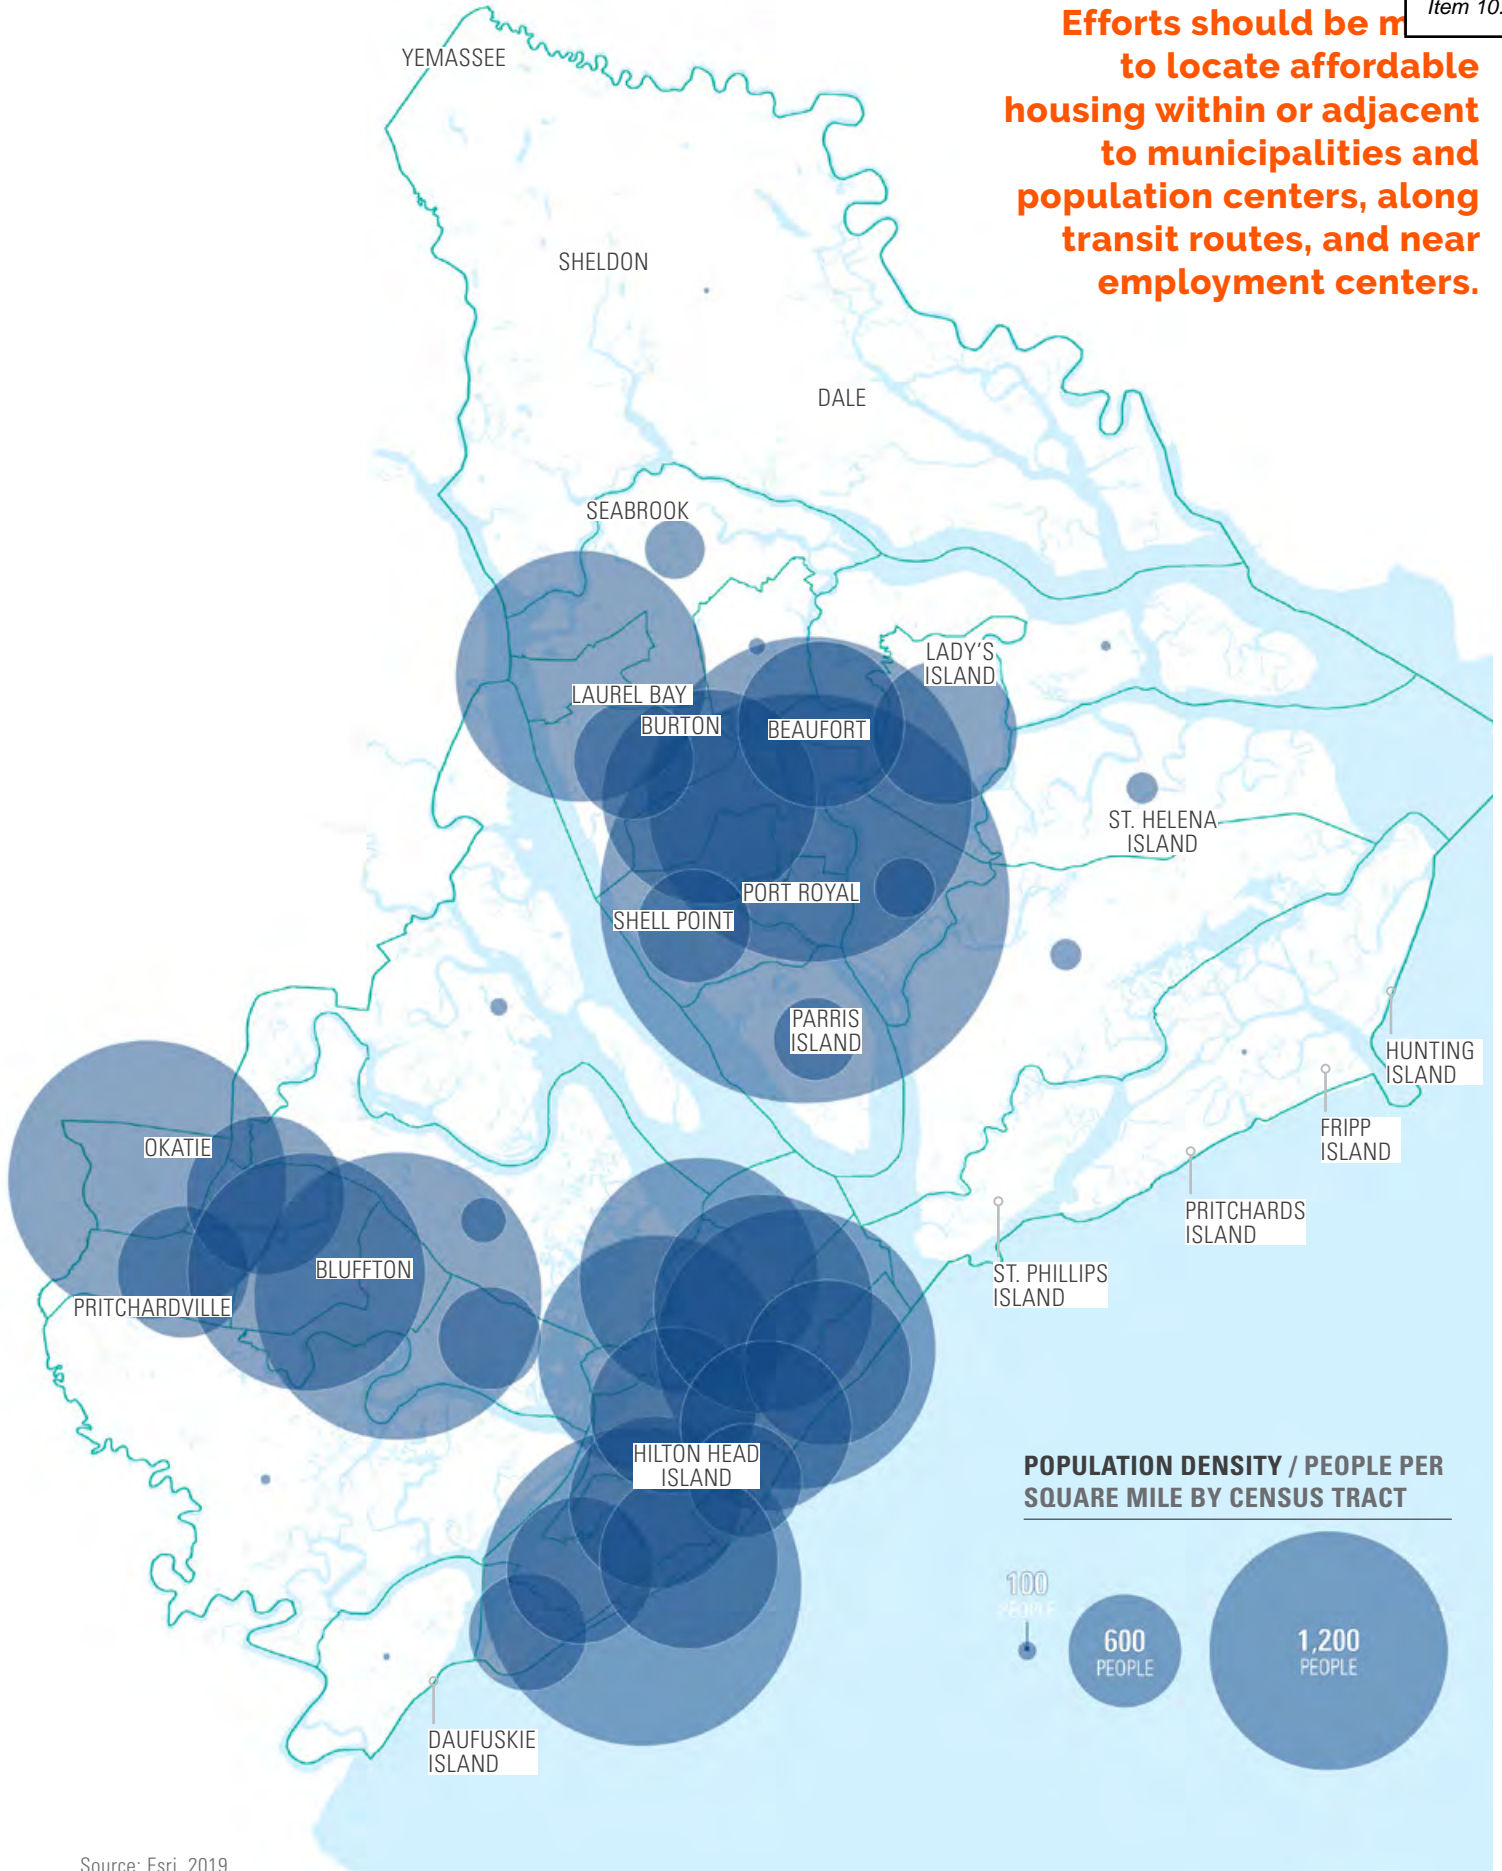 Item 10.
Efforts should be m
to locate affordable
housing within or adjacent
to municipalities and
population centers, along
transit routes, and near
employment centers.
YEMASSEE
SHELDON
DALE
SEABROOK
LADY'S
ISLAND
LAUREL BAY
BURTON
BEAUFORT
ST. HELENA
ISLAND
PORT ROYAL
SHELL POINT
PARRIS
ISLAND
HUNTING
ISLAND
FRIPP
ISLAND
OKATIE
PRITCHARDS
ISLAND
BLUFFTON
ST. PHILLIPS
ISLAND
PRITCHARDVILLE
HILTON HEAD
ISLAND
DAUFUSKIE
ISLAND
POPULATION DENSITY / PEOPLE PER
SQUARE MILE BY CENSUS TRACT
100
PEOPLE
600
PEOPLE
1,200
PEOPLE
Source: Esri, 2019